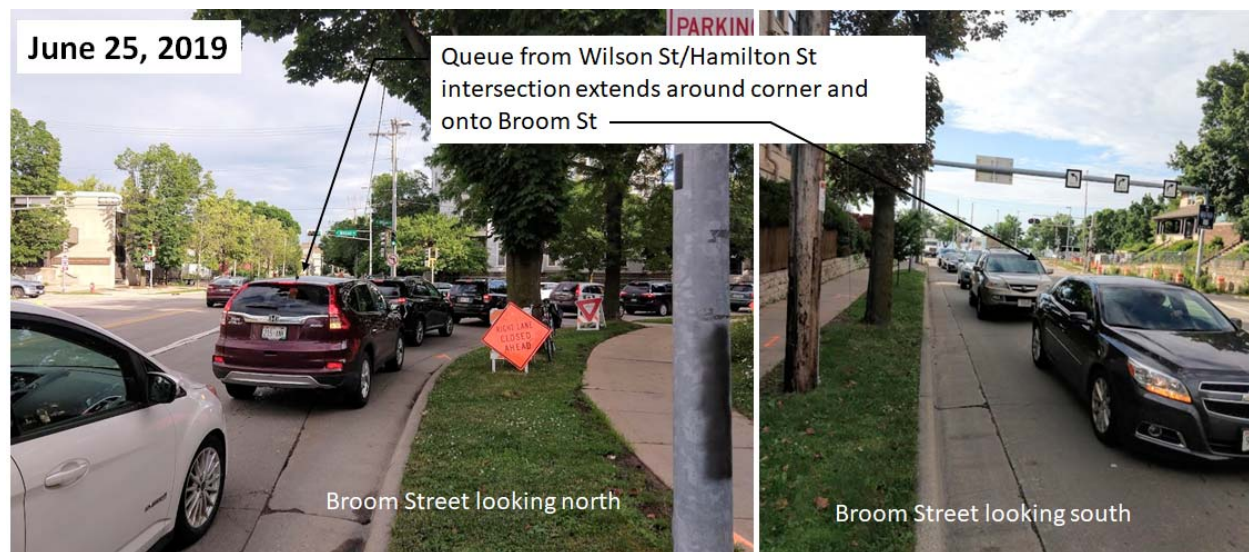 June 25, 2019
PARKIN
Queue from Wilson St/Hamilton St
intersection extends around corner and
onto Broom St
RIGHT LANE
CLOSED
AHEAD
Broom Street looking north
Broom Street looking south